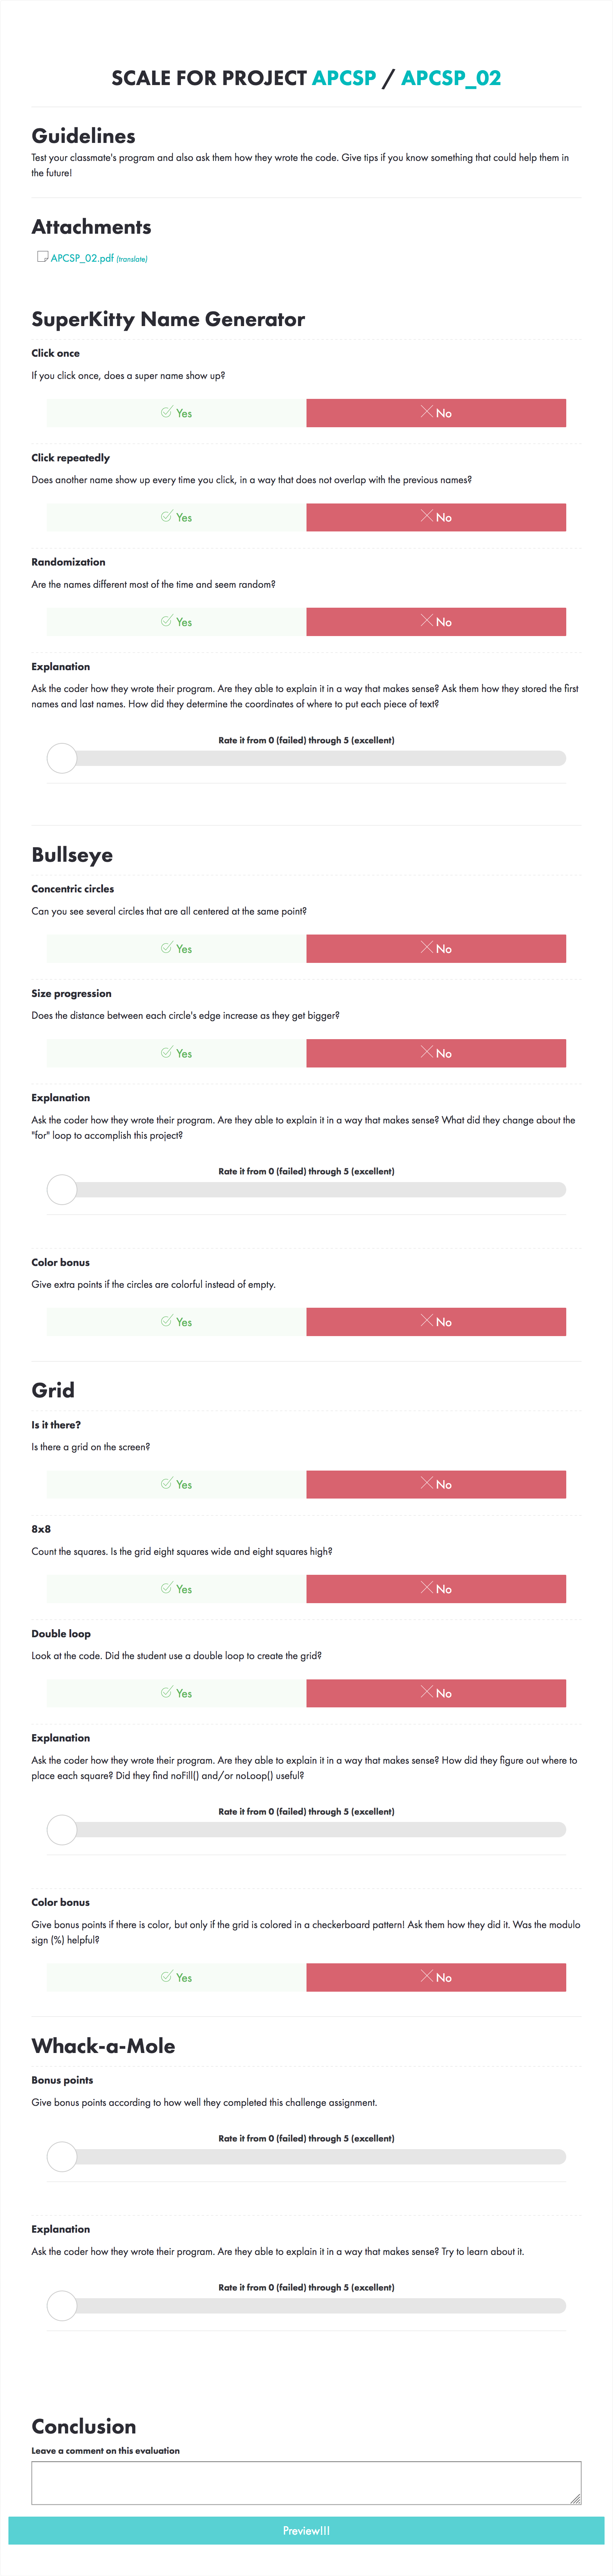 SCALE FOR PROJECT APCSP / APCSP_02
Guidelines
Test your classmate's program and also ask them how they wrote the code. Give tips if you know something that could help them in
the future!
Attachments
APCSP_02.pdf (translate)
SuperKitty Name Generator
Click once
If you click once, does a super name show up?
Yes No
Click repeatedly
Does another name show up every time you click, in a way that does not overlap with the previous names?
Yes No
Randomization
Are the names different most of the time and seem random?
Yes No
Explanation
Ask the coder how they wrote their program. Are they able to explain it in a way that makes sense? Ask them how they stored the first
names and last names. How did they determine the coordinates of where to put each piece of text?
Rate it from 0 (failed) through 5 (excellent)
Bullseye
Concentric circles
Can you see several circles that are all centered at the same point?
Yes No
Size progression
Does the distance between each circle's edge increase as they get bigger?
Yes No
Explanation
Ask the coder how they wrote their program. Are they able to explain it in a way that makes sense? What did they change about the
"for" loop to accomplish this project?
Rate it from 0 (failed) through 5 (excellent)
Color bonus
Give extra points if the circles are colorful instead of empty.
Yes No
Grid
Is it there?
Is there a grid on the screen?
Yes No
8x8
Count the squares. Is the grid eight squares wide and eight squares high?
Yes No
Double loop
Look at the code. Did the student use a double loop to create the grid?
Yes No
Explanation
Ask the coder how they wrote their program. Are they able to explain it in a way that makes sense? How did they figure out where to
place each square? Did they find noFill() and/or noLoop() useful?
Rate it from 0 (failed) through 5 (excellent)
Color bonus
Give bonus points if there is color, but only if the grid is colored in a checkerboard pattern! Ask them how they did it. Was the modulo
sign (%) helpful?
Yes No
Whack-a-Mole
Bonus points
Give bonus points according to how well they completed this challenge assignment.
Rate it from 0 (failed) through 5 (excellent)
Explanation
Ask the coder how they wrote their program. Are they able to explain it in a way that makes sense? Try to learn about it.
Rate it from 0 (failed) through 5 (excellent)
Conclusion
Leave a comment on this evaluation
Preview!!!